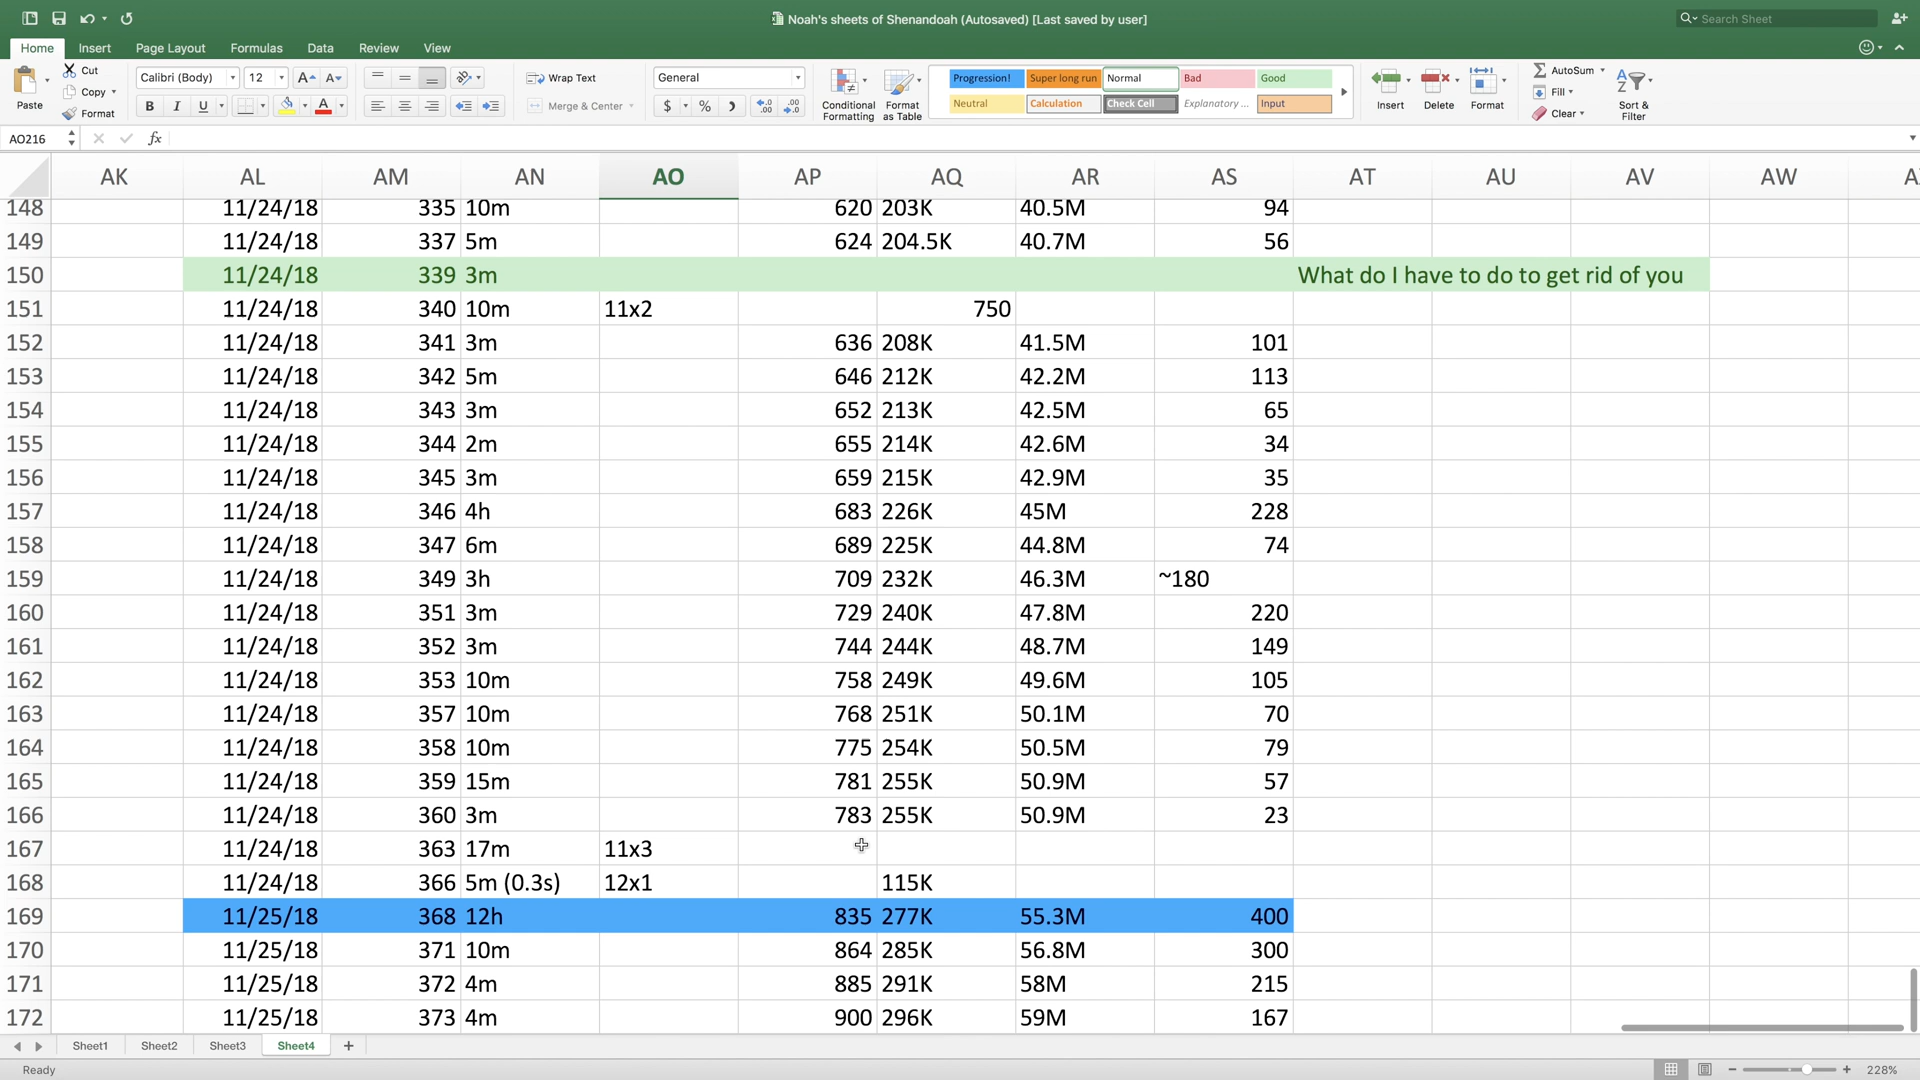 Noah's sheets of Shenandoah (Autosaved) [Last saved by user]
Search Sheet
Home Insert Page Layout Formulas Data Review View
Paste
Cut
Copy
Format
Calibri (Body) 12
B I U
Wrap Text
Merge & Center
General
$ %
Conditional Formatting
Format as Table
Progression! Super long run Normal Bad Good
Neutral Calculation Check Cell Explanatory ... Input
Insert Delete Format
AutoSum
Fill
Clear
Sort & Filter
AO216 fx
AK AL AM AN AO AP AQ AR AS AT AU AV AW
148 11/24/18 335 10m 620 203K 40.5M 94
149 11/24/18 337 5m 624 204.5K 40.7M 56
150 11/24/18 339 3m What do I have to do to get rid of you
151 11/24/18 340 10m 11x2 750
152 11/24/18 341 3m 636 208K 41.5M 101
153 11/24/18 342 5m 646 212K 42.2M 113
154 11/24/18 343 3m 652 213K 42.5M 65
155 11/24/18 344 2m 655 214K 42.6M 34
156 11/24/18 345 3m 659 215K 42.9M 35
157 11/24/18 346 4h 683 226K 45M 228
158 11/24/18 347 6m 689 225K 44.8M 74
159 11/24/18 349 3h 709 232K 46.3M ~180
160 11/24/18 351 3m 729 240K 47.8M 220
161 11/24/18 352 3m 744 244K 48.7M 149
162 11/24/18 353 10m 758 249K 49.6M 105
163 11/24/18 357 10m 768 251K 50.1M 70
164 11/24/18 358 10m 775 254K 50.5M 79
165 11/24/18 359 15m 781 255K 50.9M 57
166 11/24/18 360 3m 783 255K 50.9M 23
167 11/24/18 363 17m 11x3
168 11/24/18 366 5m (0.3s) 12x1 115K
169 11/25/18 368 12h 835 277K 55.3M 400
170 11/25/18 371 10m 864 285K 56.8M 300
171 11/25/18 372 4m 885 291K 58M 215
172 11/25/18 373 4m 900 296K 59M 167
Sheet1 Sheet2 Sheet3 Sheet4 +
Ready
228%